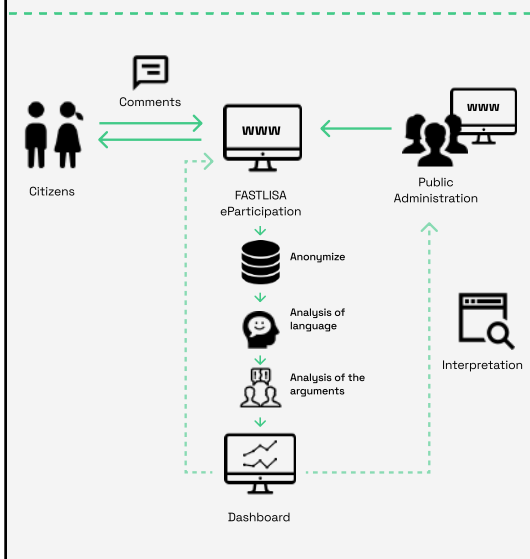 Comments
www
www
Citizens
Public
Administration
FASTLISA
eParticipation
Anonymize
Analysis of
language
Interpretation
Analysis of the
arguments
Dashboard